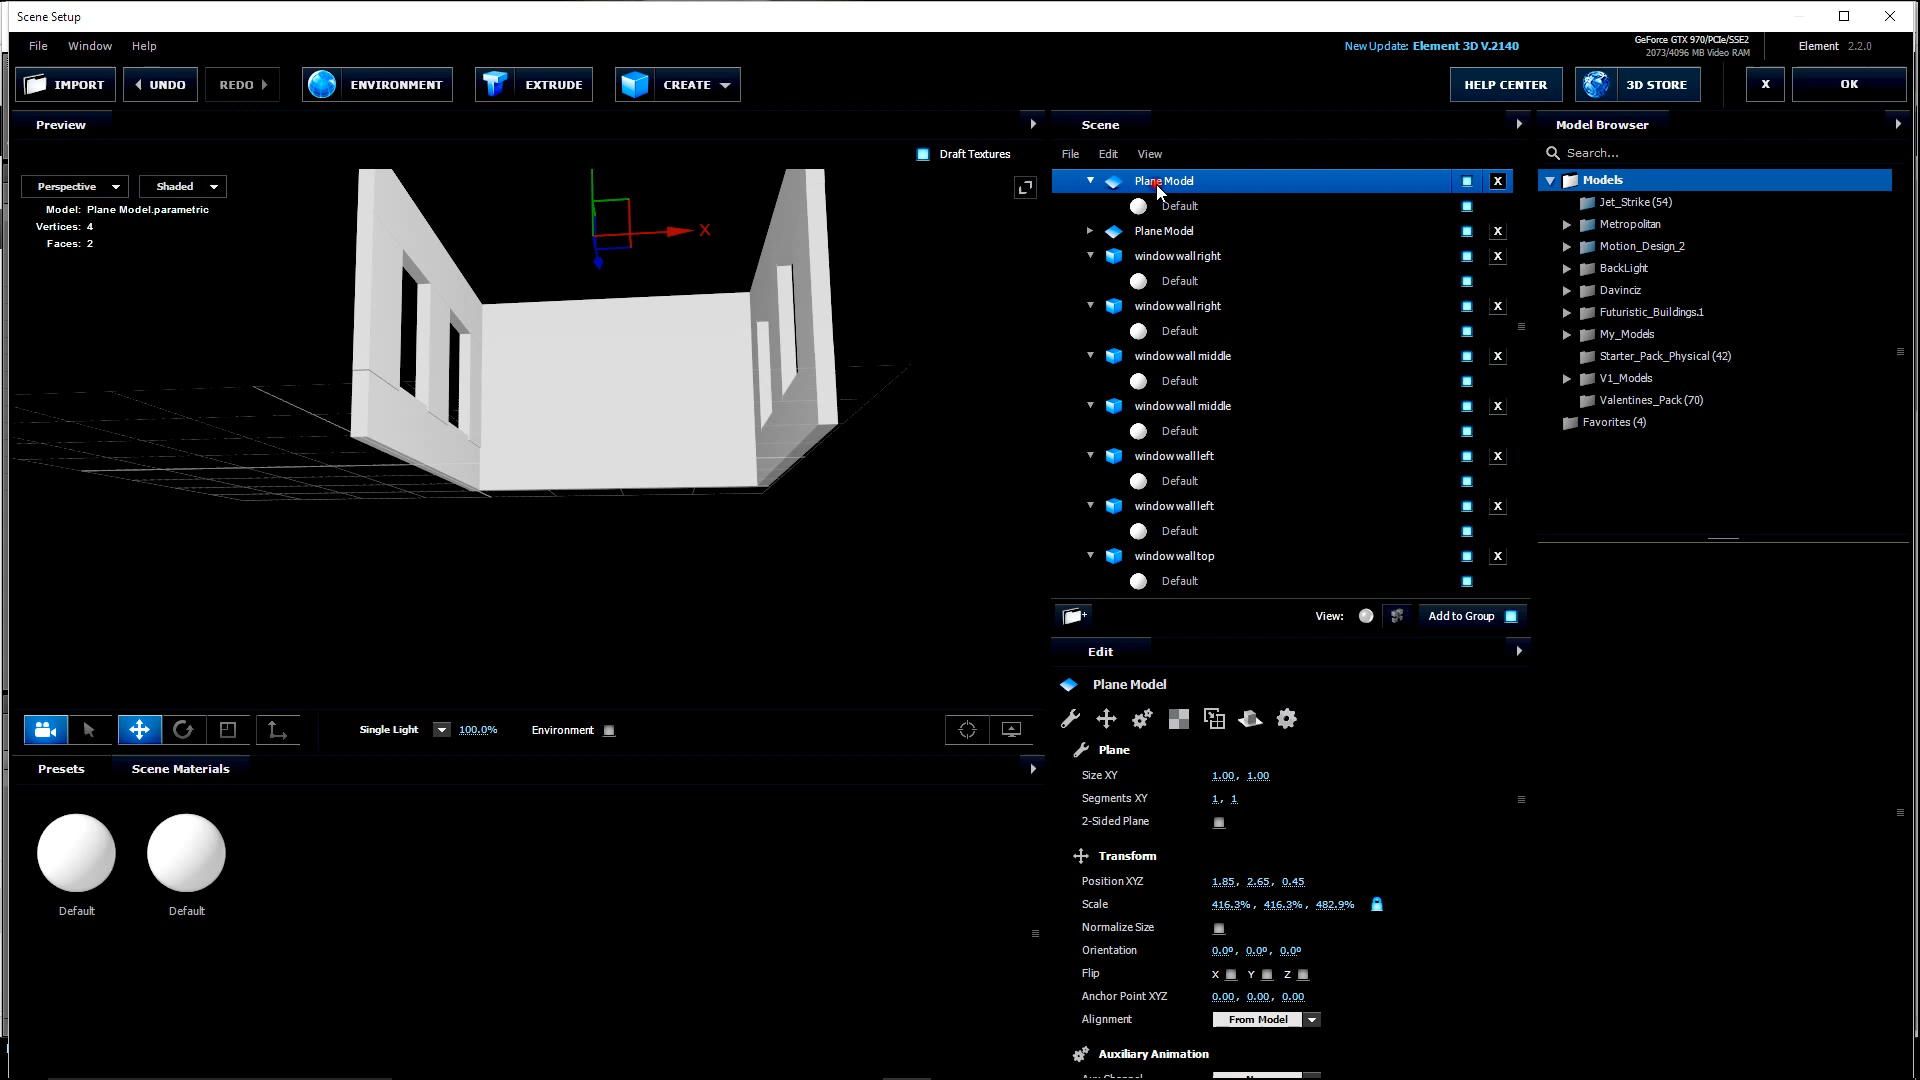 Scene Setup
File Window Help
New Update: Element 3D V.2140
GeForce GTX 970/PCIe/SSE2
2073/4096 MB Video RAM
Element 2.2.0
IMPORT UNDO REDO ENVIRONMENT EXTRUDE CREATE HELP CENTER 3D STORE X OK
Preview
Draft Textures
Perspective Shaded
Model: Plane Model.parametric
Vertices: 4
Faces: 2
X
Single Light 100.0% Environment
Presets Scene Materials
Default Default
Scene
File Edit View
Plane Model X
Default
Plane Model X
window wall right X
Default
window wall right X
Default
window wall middle X
Default
window wall middle X
Default
window wall left X
Default
window wall left X
Default
window wall top X
Default
View: Add to Group
Edit
Plane Model
Plane
Size XY 1.00, 1.00
Segments XY 1, 1
2-Sided Plane
Transform
Position XYZ 1.85, 2.65, 0.45
Scale 416.3%, 416.3%, 482.9%
Normalize Size
Orientation 0.0º, 0.0º, 0.0º
Flip X Y Z
Anchor Point XYZ 0.00, 0.00, 0.00
Alignment From Model
Auxiliary Animation
Model Browser
Search...
Models
Jet_Strike (54)
Metropolitan
Motion_Design_2
BackLight
Davinciz
Futuristic_Buildings.1
My_Models
Starter_Pack_Physical (42)
V1_Models
Valentines_Pack (70)
Favorites (4)